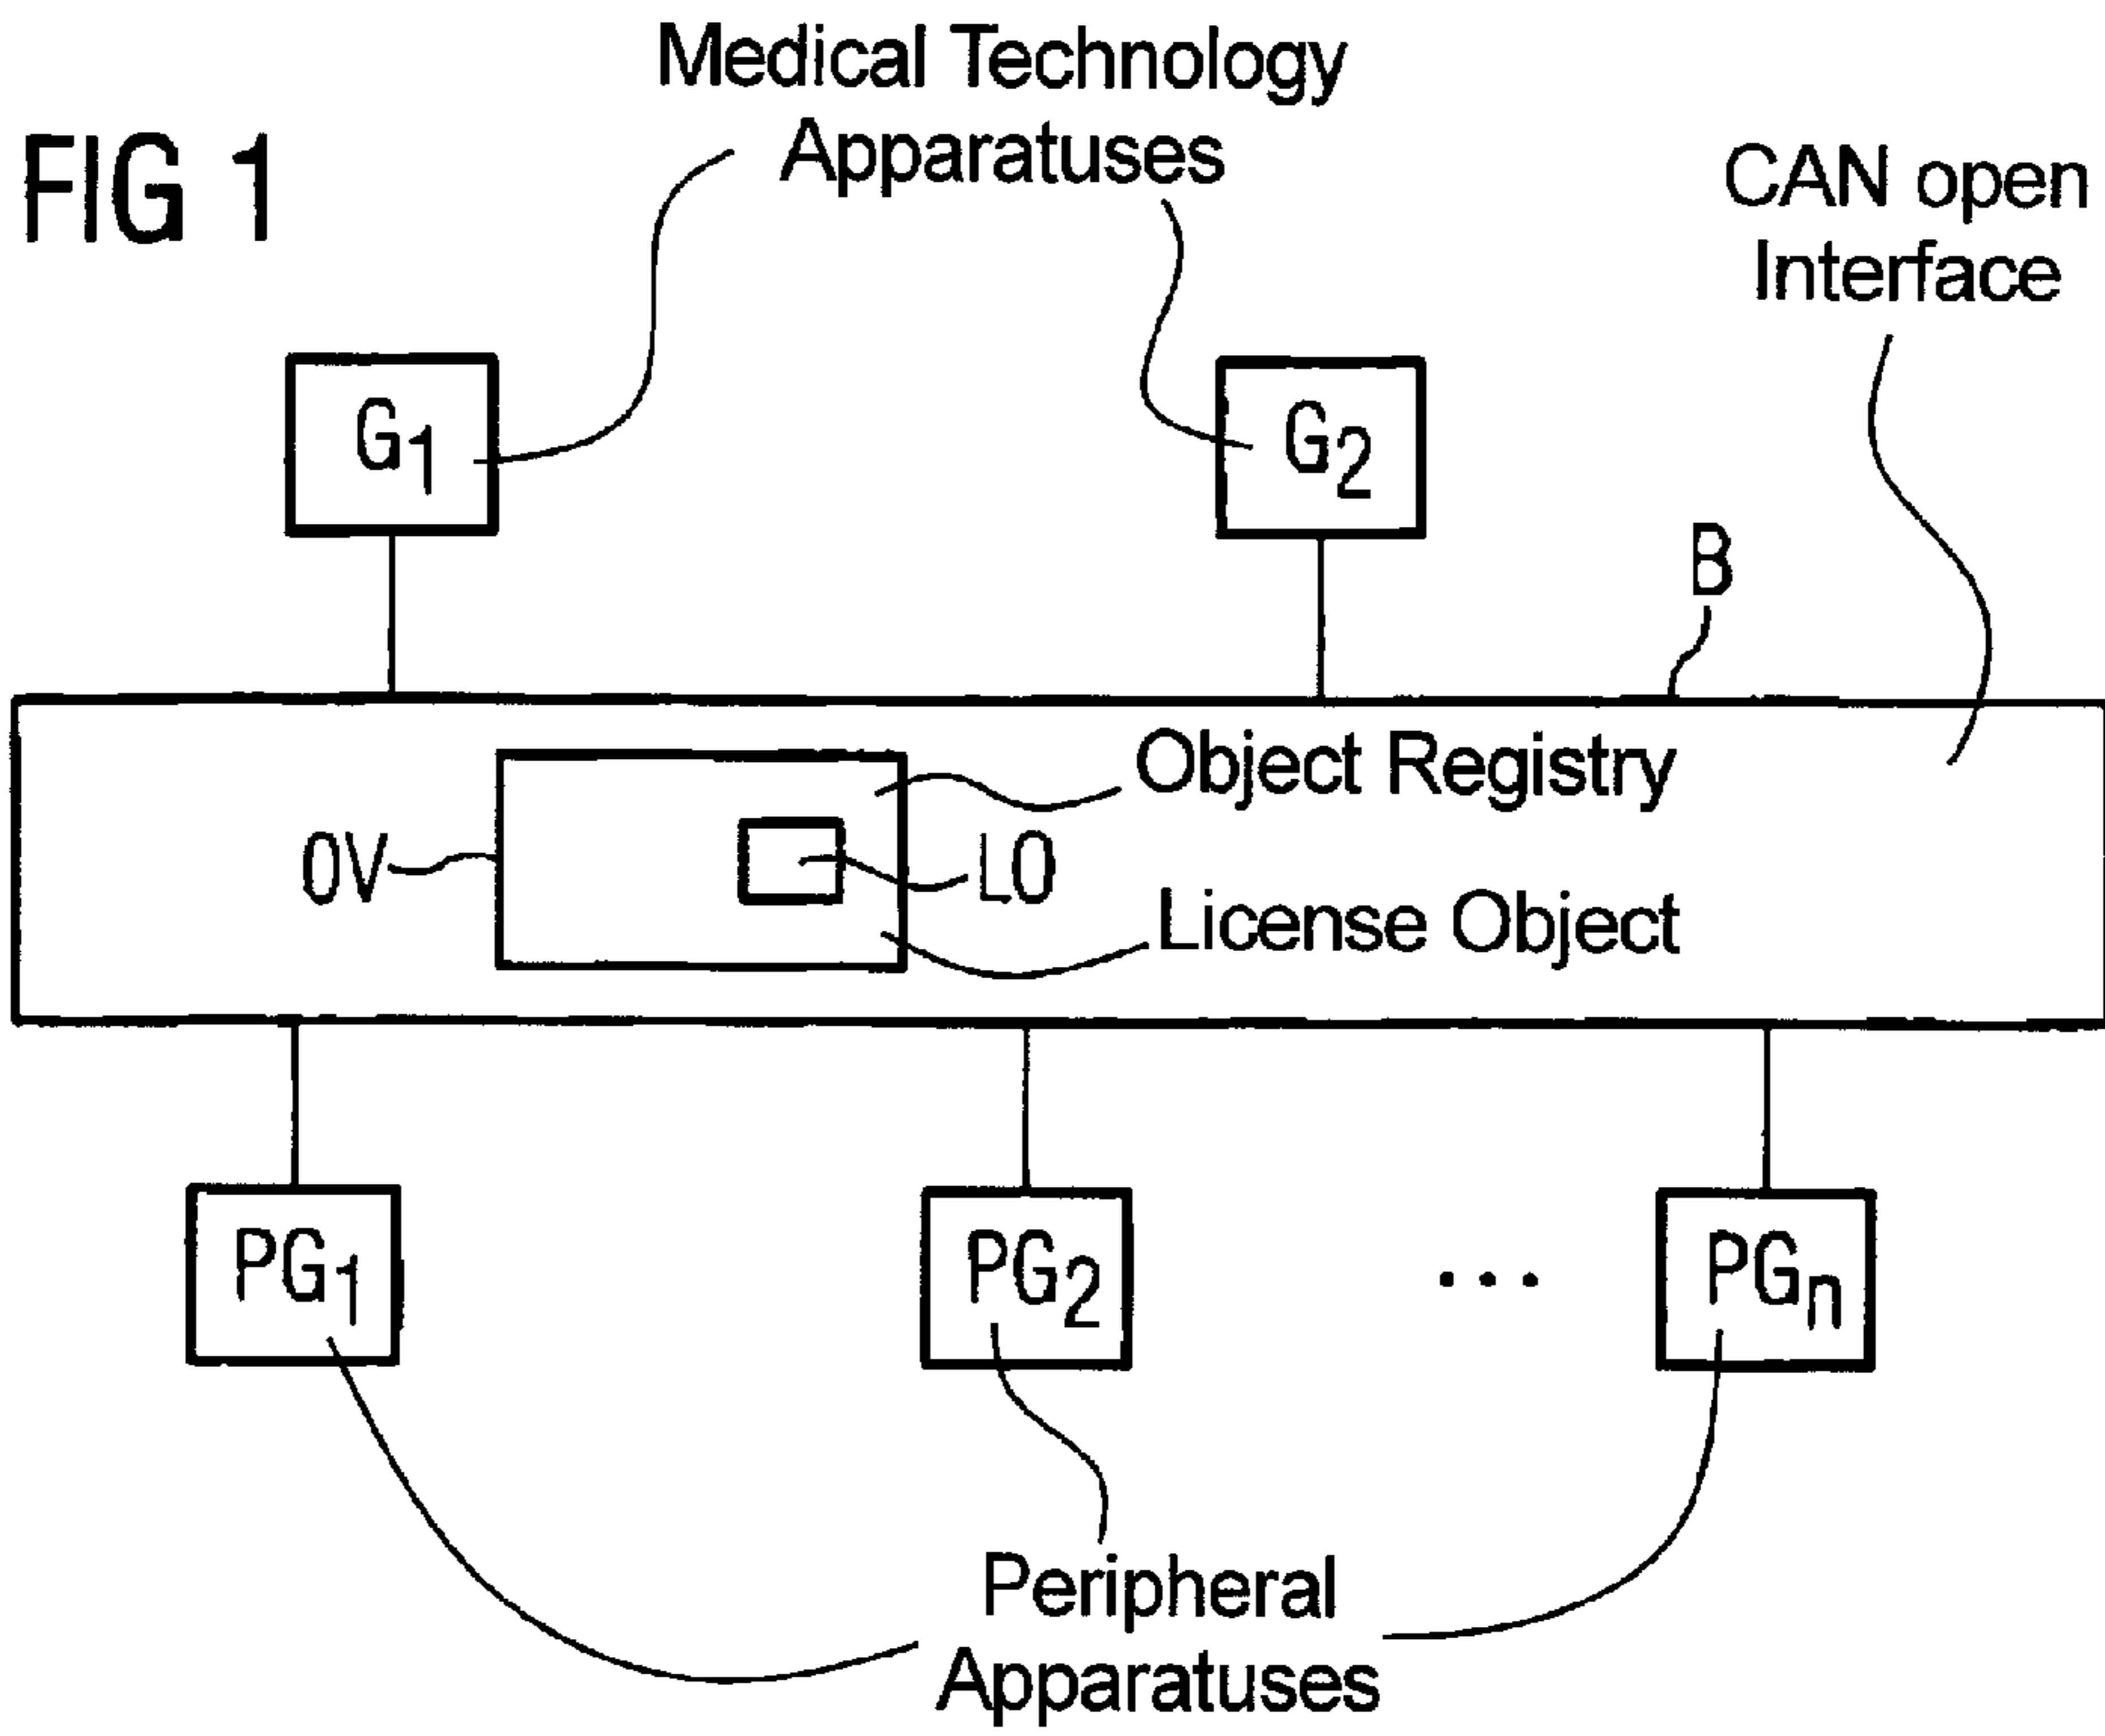 Medical Technology
Apparatuses
FIG 1
CAN open
Interface
G1
G2
B
Object Registry
OV
LO
License Object
PG1
PG2
...
PGn
Peripheral
Apparatuses